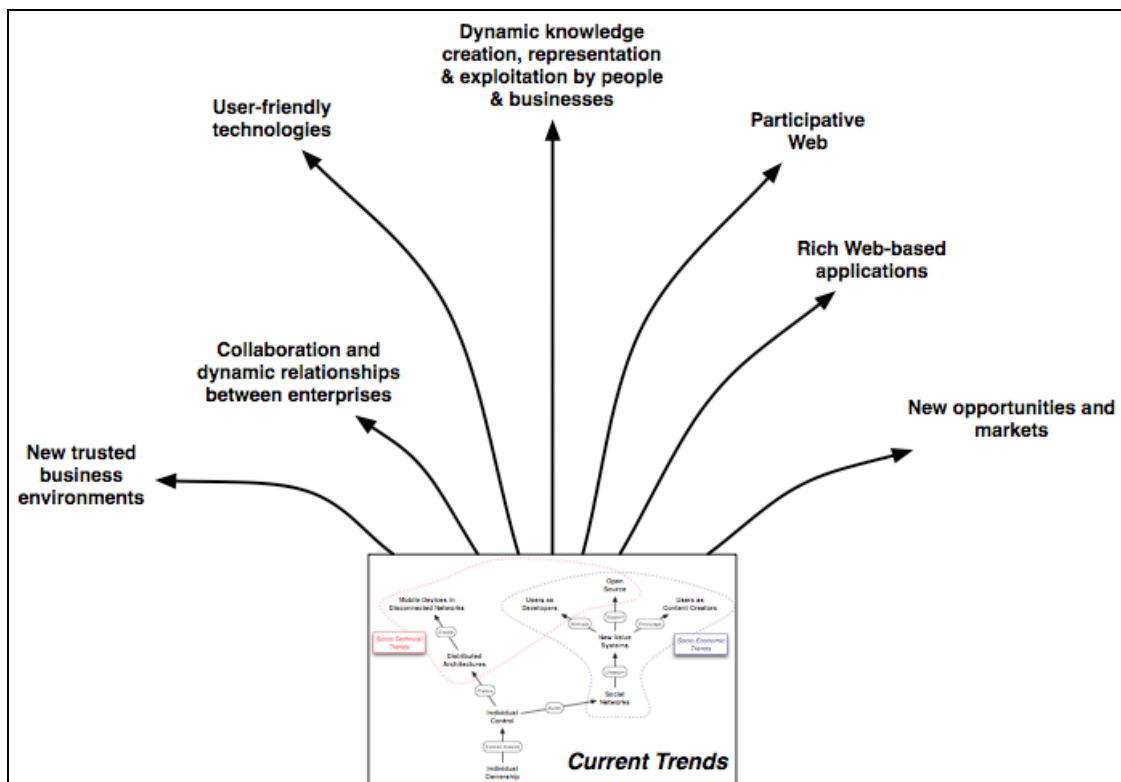 Dynamic knowledge
creation, representation
& exploitation by people
& businesses
User-friendly
technologies
Participative
Web
Rich Web-based
applications
Collaboration and
dynamic relationships
between enterprises
New opportunities and
markets
New trusted
business
environments
Open
Source
Mobile Devices in
Disconnected Networks
Users as
Developers
Users as
Content Creators
Support
Encourage
New Value
Systems
Socio-Technical
Trends
Socio-Economic
Trends
Distributed
Architectures
Social
Networks
Individual
Control
Individual
Ownership
Current Trends